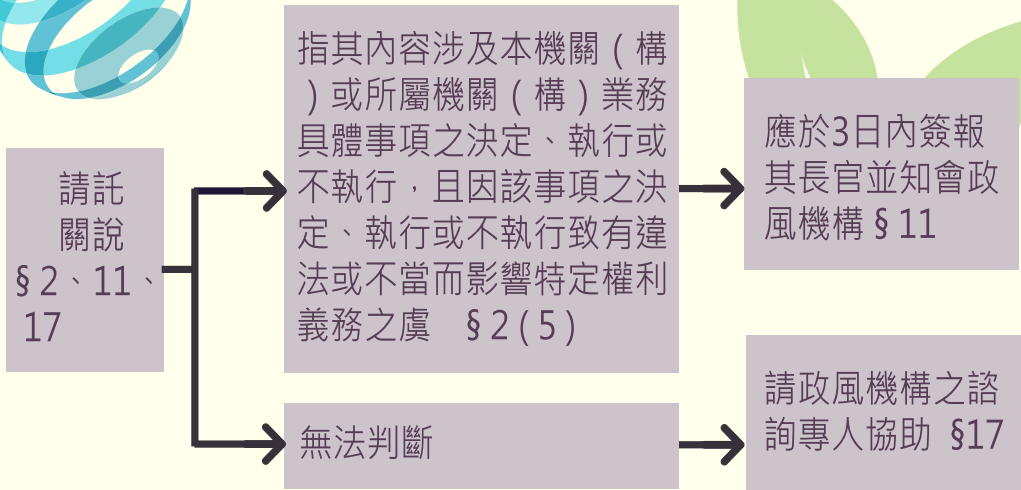 請託
關說
§2、11、
17
指其內容涉及本機關(構
)或所屬機關(構)業務
具體事項之決定、執行或
不執行，且因該事項之決
定、執行或不執行致有違
法或不當而影響特定權利
義務之虞　§2(5)
應於3日內簽報
其長官並知會政
風機構§11
無法判斷
請政風機構之諮
詢專人協助 §17